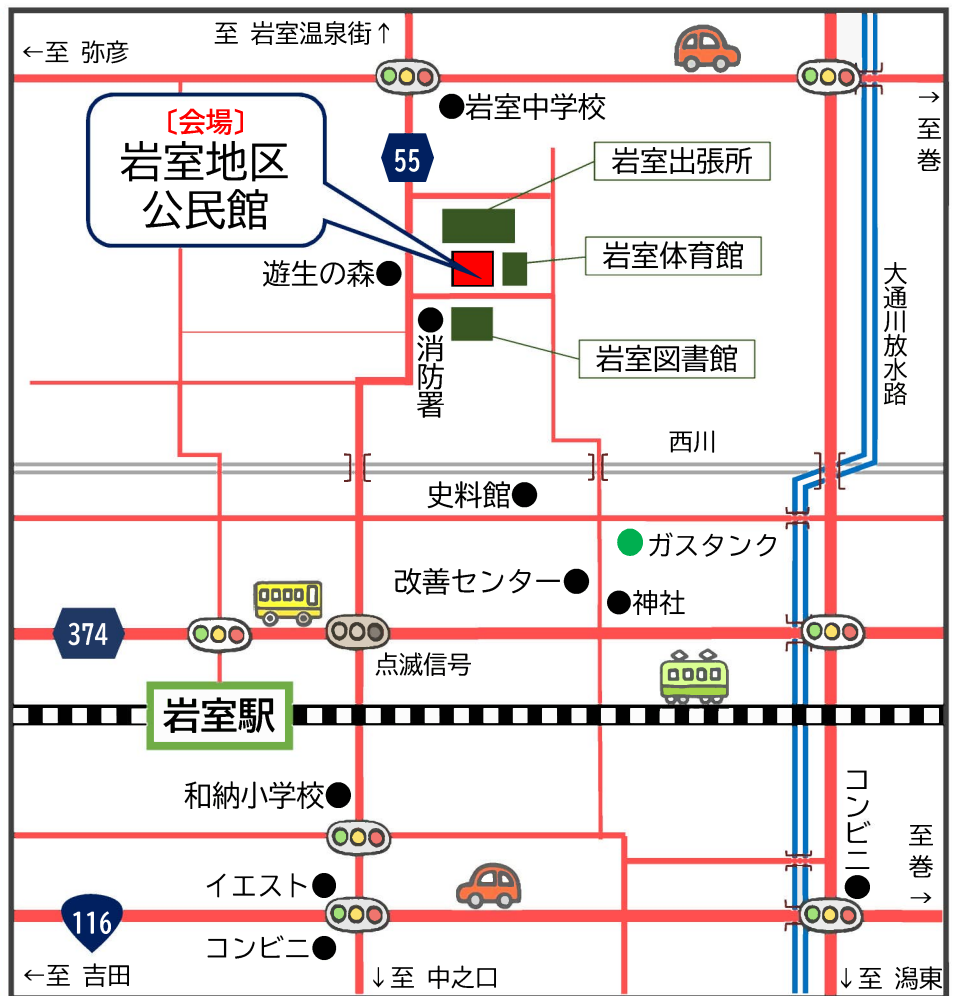 至 岩室温泉街↑
←至 弥彦
岩室中学校
→至巻
〔会場〕
岩室地区
公民館
55
岩室出張所
岩室体育館
遊生の森
大通川放水路
消防署
岩室図書館
西川
史料館
ガスタンク
改善センター
神社
374
点滅信号
岩室駅
和納小学校
コンビニ
至巻→
イエスト
116
コンビニ
←至 吉田
↓至 中之口
↓至 潟東